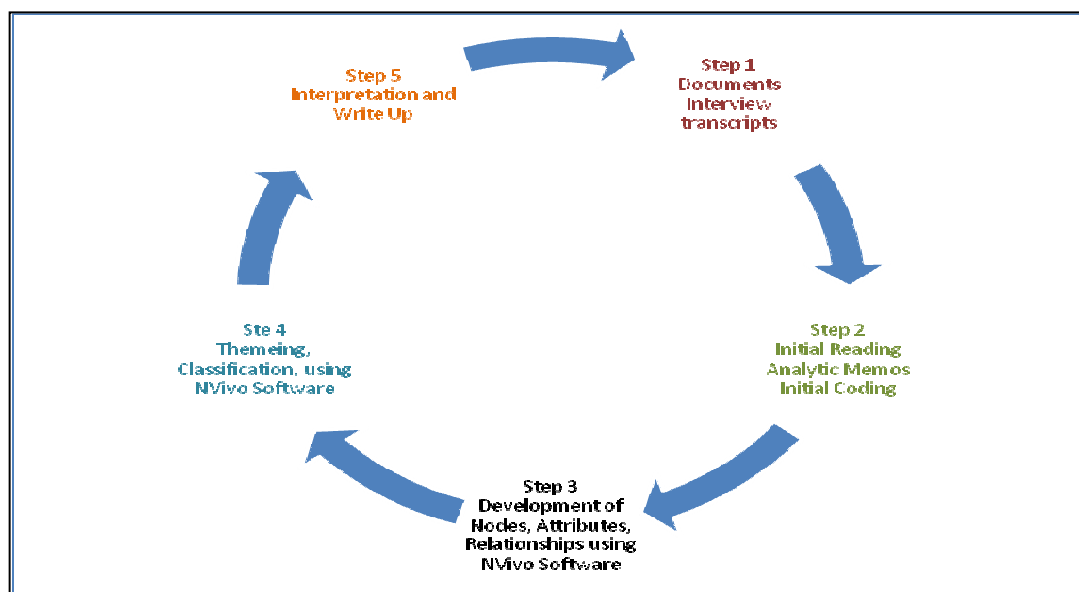 Step 1
Documents
Interview
transcripts
Step 2
Initial Reading
Analytic Memos
Initial Coding
Step 3
Development of
Nodes, Attributes,
Relationships using
NVivo Software
Ste 4
Themeing,
Classification, using
NVivo Software
Step 5
Interpretation and
Write Up